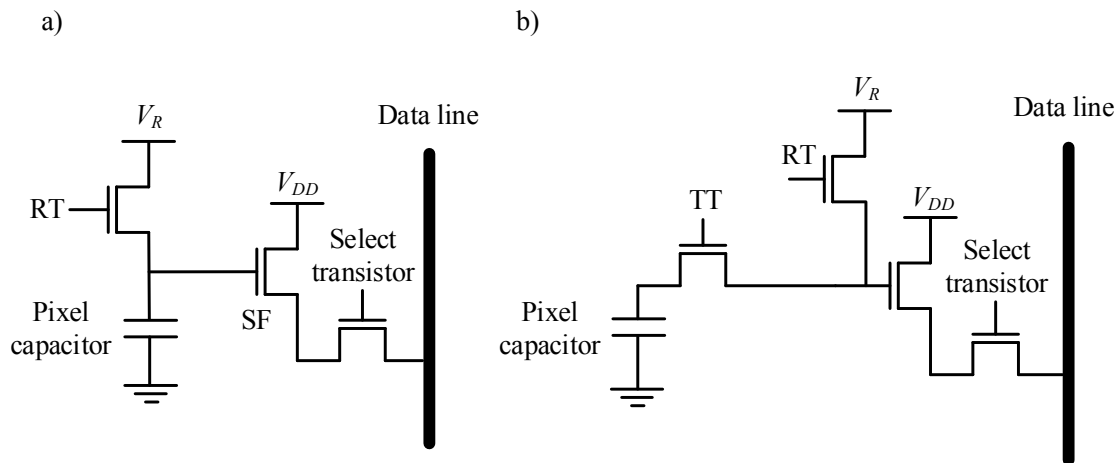 a)
V_R
Data line
V_DD
RT
Select
transistor
SF
Pixel
capacitor
b)
V_R
Data line
RT
V_DD
TT
Select
transistor
Pixel
capacitor